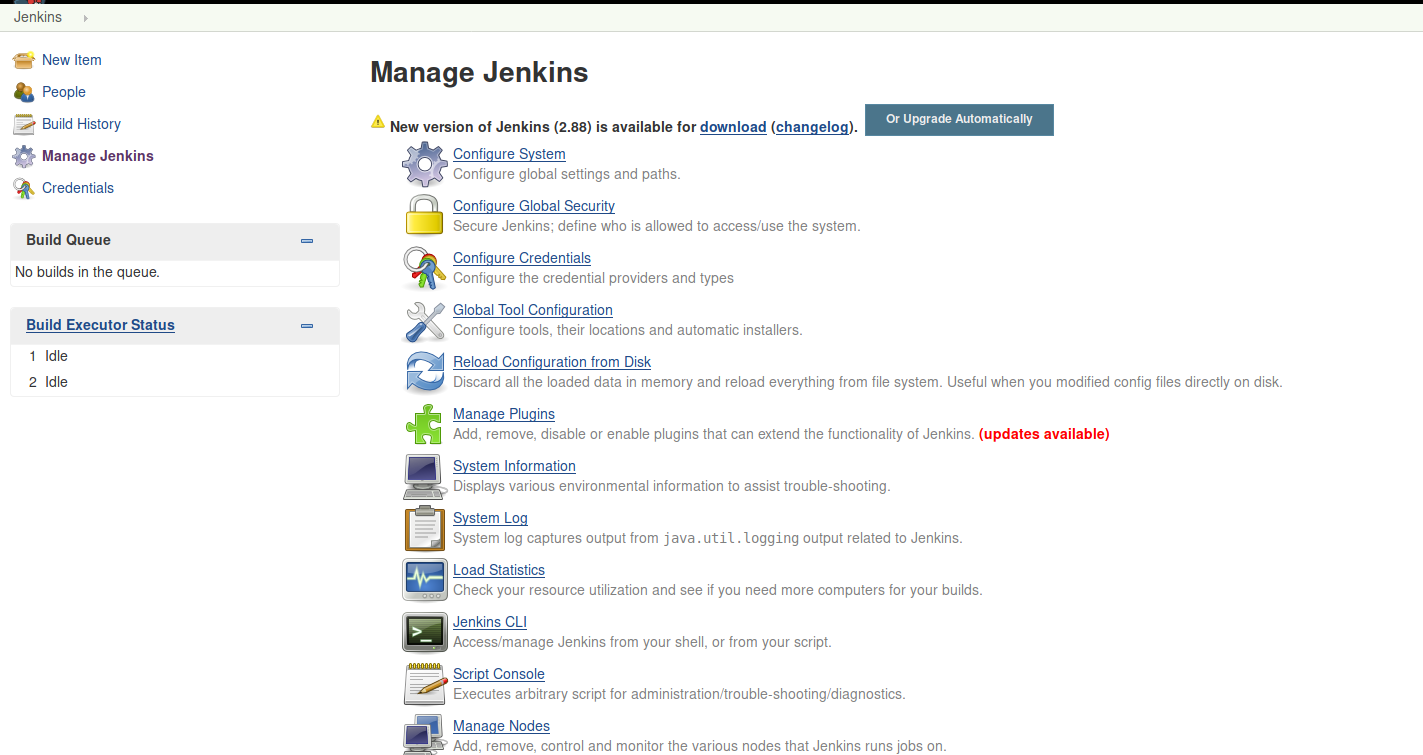 Jenkins
New Item
People
Build History
Manage Jenkins
Credentials
Build Queue
No builds in the queue.
Build Executor Status
1 Idle
2 Idle
Manage Jenkins
New version of Jenkins (2.88) is available for download (changelog). Or Upgrade Automatically
Configure System
Configure global settings and paths.
Configure Global Security
Secure Jenkins; define who is allowed to access/use the system.
Configure Credentials
Configure the credential providers and types
Global Tool Configuration
Configure tools, their locations and automatic installers.
Reload Configuration from Disk
Discard all the loaded data in memory and reload everything from file system. Useful when you modified config files directly on disk.
Manage Plugins
Add, remove, disable or enable plugins that can extend the functionality of Jenkins. (updates available)
System Information
Displays various environmental information to assist trouble-shooting.
System Log
System log captures output from java.util.logging output related to Jenkins.
Load Statistics
Check your resource utilization and see if you need more computers for your builds.
Jenkins CLI
Access/manage Jenkins from your shell, or from your script.
Script Console
Executes arbitrary script for administration/trouble-shooting/diagnostics.
Manage Nodes
Add, remove, control and monitor the various nodes that Jenkins runs jobs on.